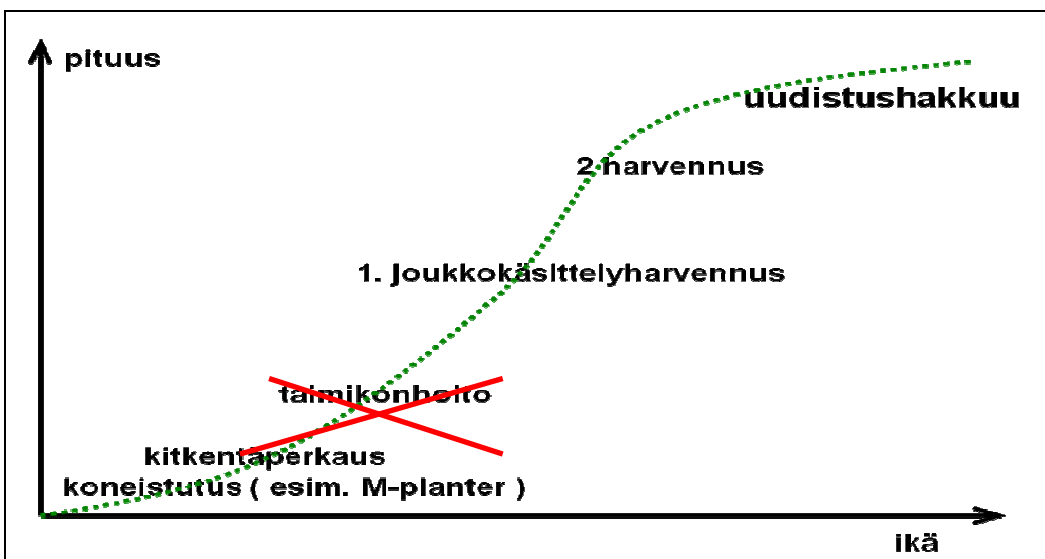 pituus
uudistushakkuu
2 harvennus
1. joukkokäsittelyharvennus
taimikonhoito
kitkentäperkaus
koneistutus ( esim. M-planter )
ikä